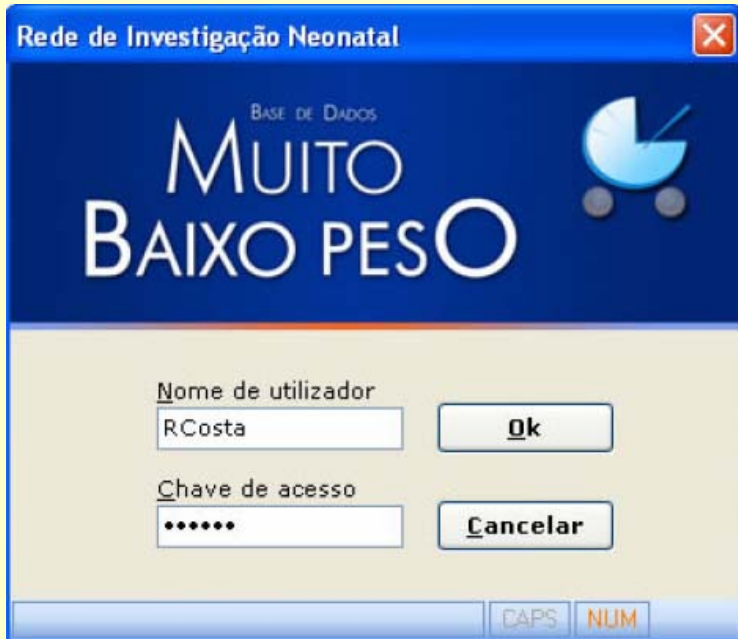 Rede de Investigação Neonatal
BASE DE DADOS
MUITO
BAIXO PESO
Nome de utilizador
RCosta
Ok
Chave de acesso
••••••
Cancelar
CAPS NUM